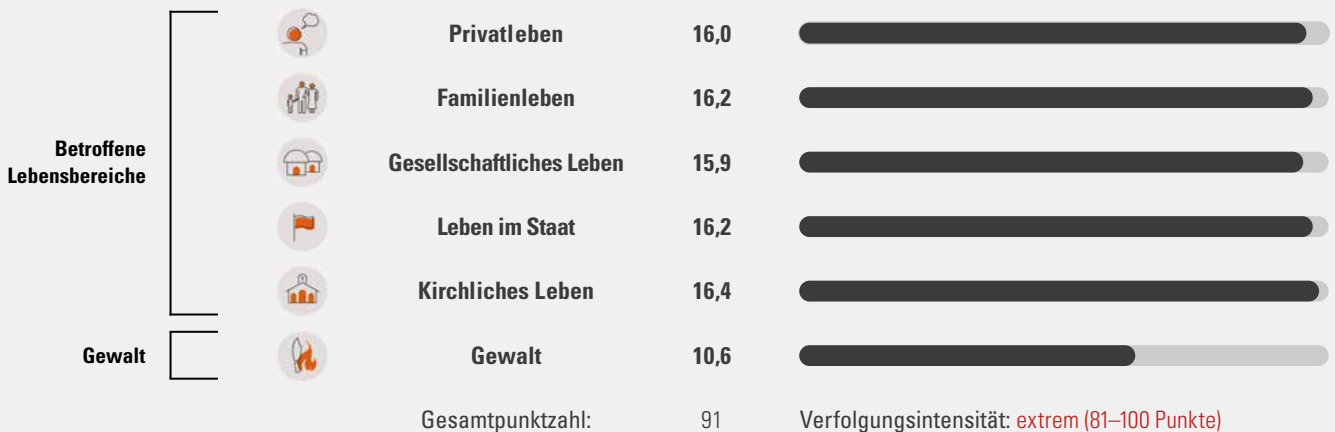 Privatleben 16,0
Familienleben 16,2
Betroffene
Lebensbereiche
Gesellschaftliches Leben 15,9
Leben im Staat 16,2
Kirchliches Leben 16,4
Gewalt
Gewalt 10,6
Gesamtpunktzahl: 91 Verfolgungsintensität: extrem (81–100 Punkte)